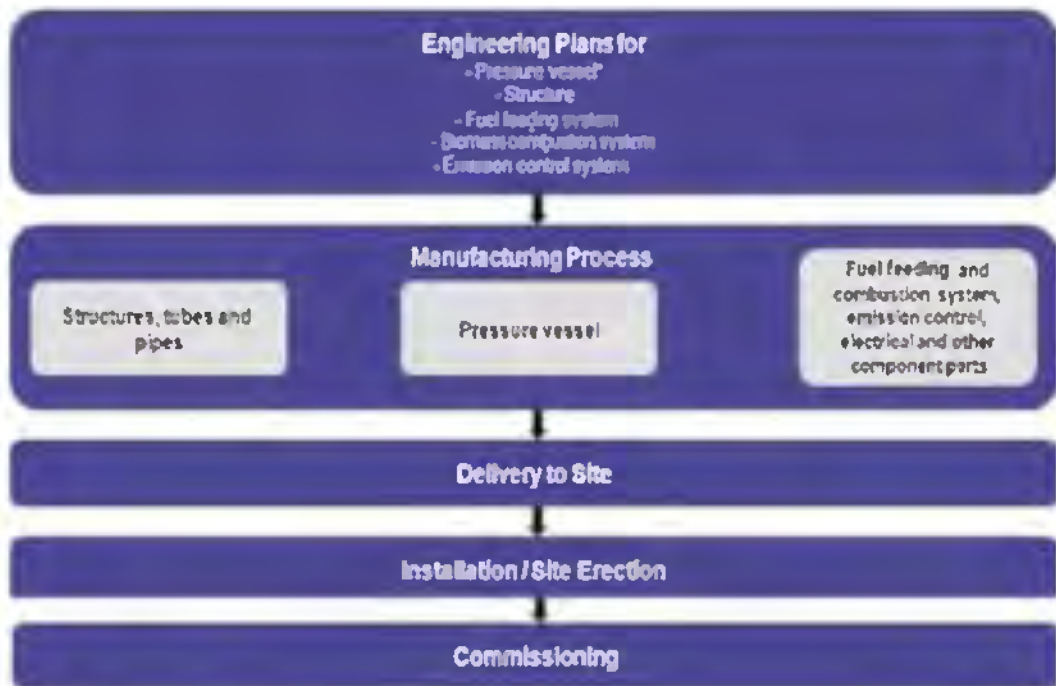 Engineering Plans for
- Pressure vessel*
- Structure
- Fuel feeding system
- Biomass combustion system
- Emission control system
Manufacturing Process
Structures, tubes and
pipes
Pressure vessel
Fuel feeding and
combustion system,
emission control,
electrical and other
component parts
Delivery to Site
Installation / Site Erection
Commissioning